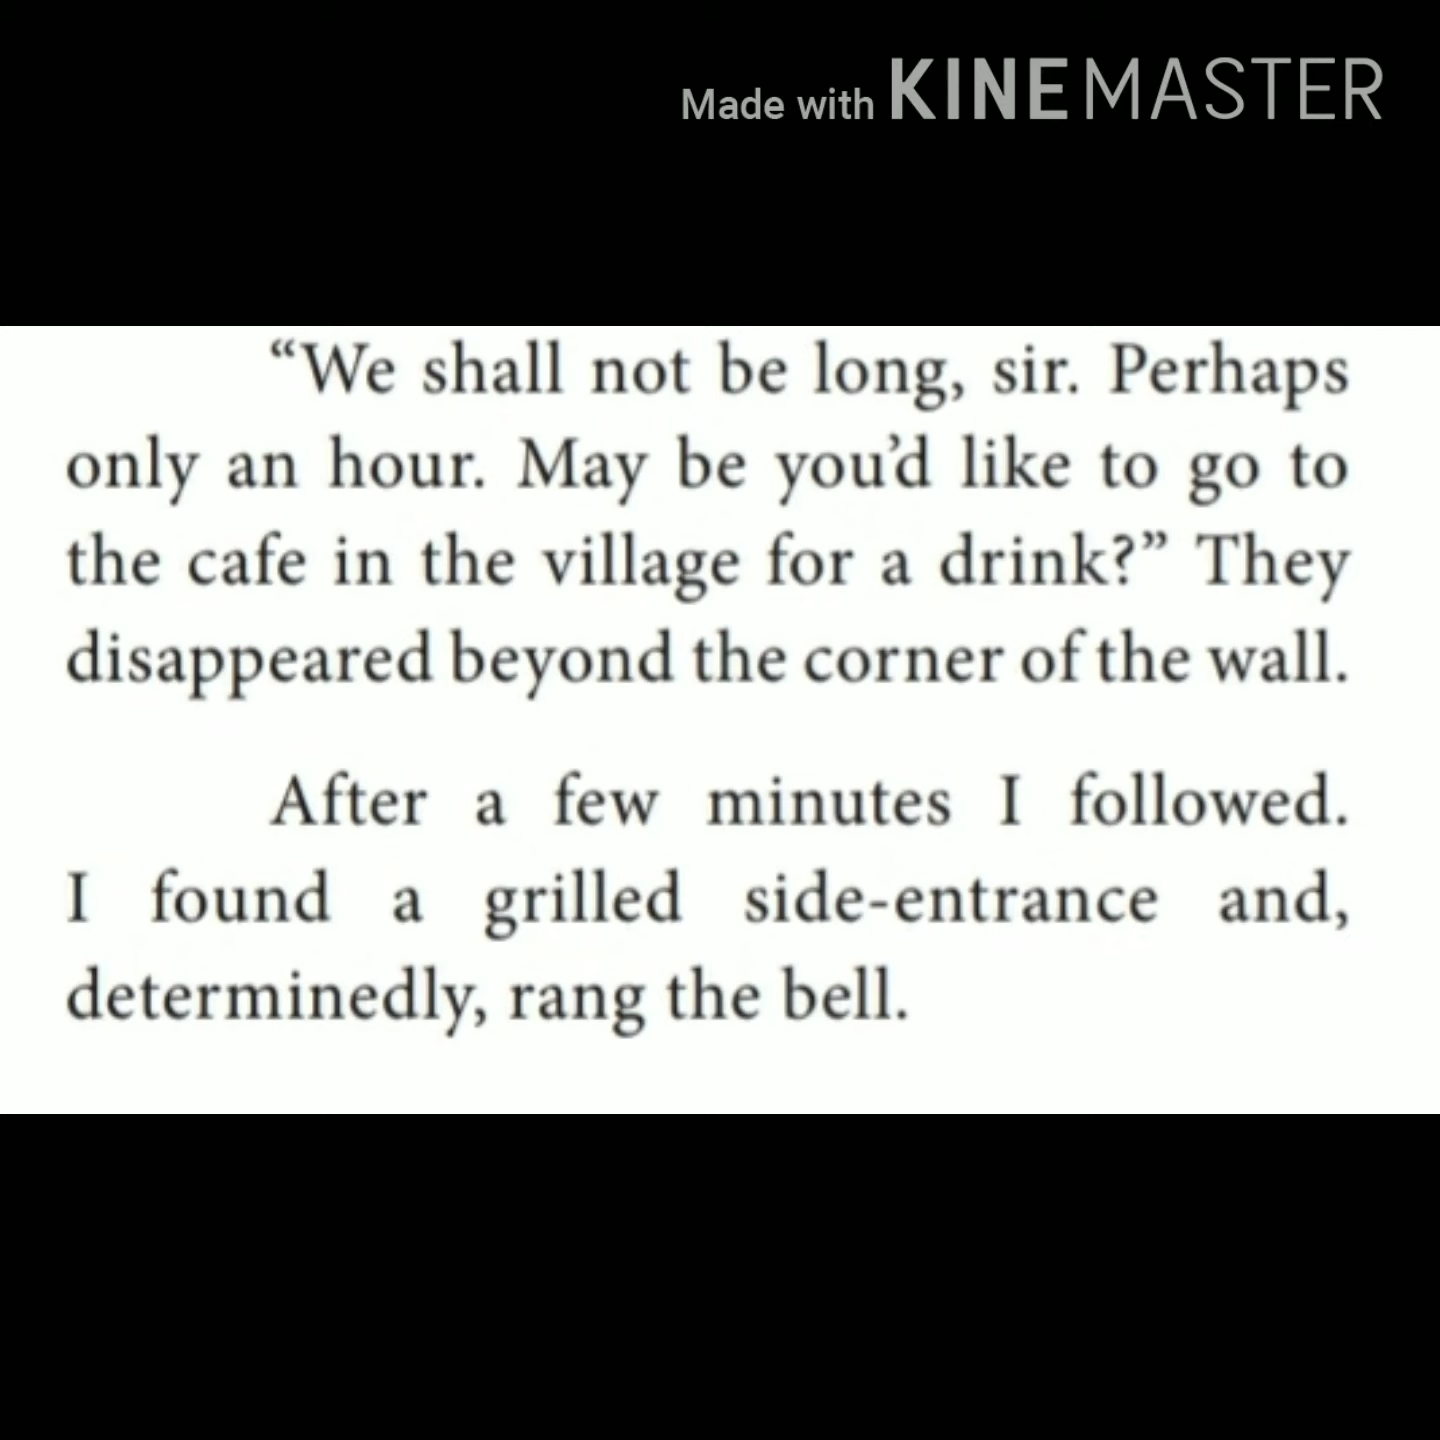 Made with KINEMASTER
“We shall not be long, sir. Perhaps
only an hour. May be you’d like to go to
the cafe in the village for a drink?” They
disappeared beyond the corner of the wall.
After a few minutes I followed.
I found a grilled side-entrance and,
determinedly, rang the bell.